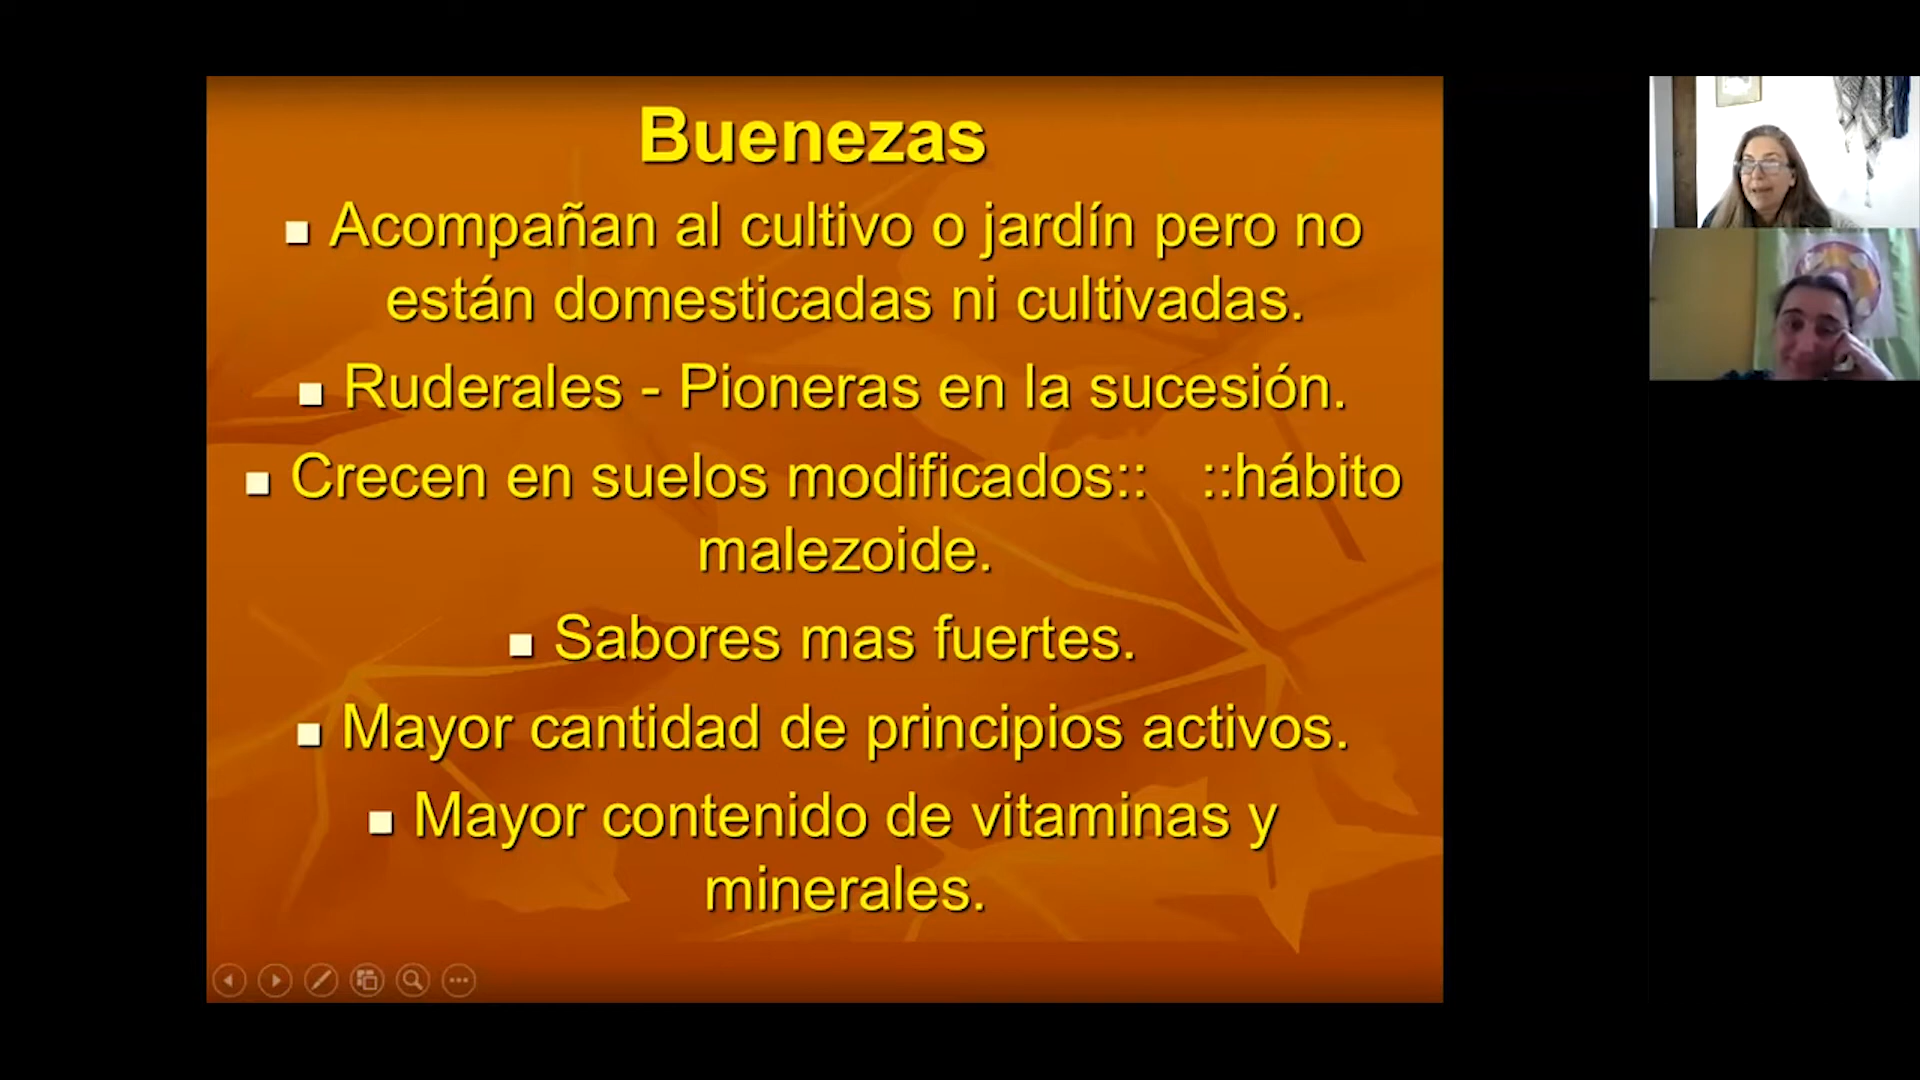 Buenezas
Acompañan al cultivo o jardín pero no
están domesticadas ni cultivadas.
Ruderales - Pioneras en la sucesión.
Crecen en suelos modificados:: ::hábito
malezoide.
Sabores mas fuertes.
Mayor cantidad de principios activos.
Mayor contenido de vitaminas y
minerales.